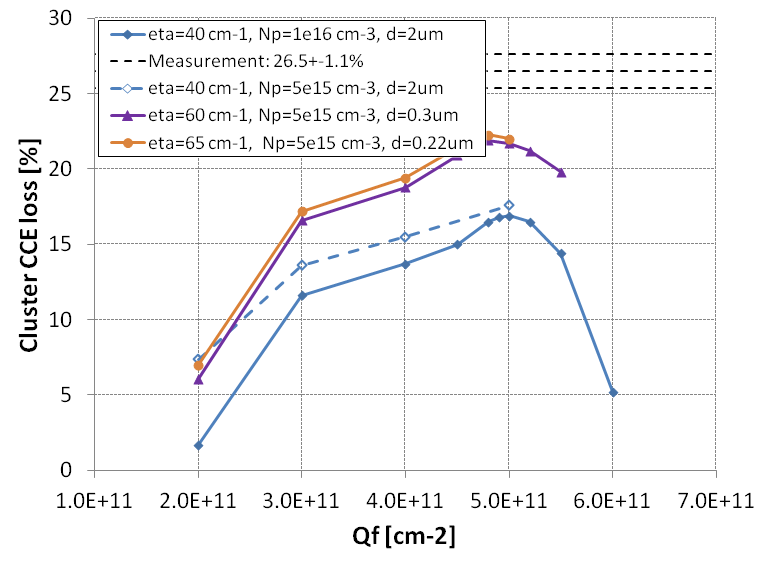 eta=40 cm-1, Np=1e16 cm-3, d=2um
Measurement: 26.5+-1.1%
eta=40 cm-1, Np=5e15 cm-3, d=2um
eta=60 cm-1, Np=5e15 cm-3, d=0.3um
eta=65 cm-1, Np=5e15 cm-3, d=0.22um
Cluster CCE loss [%]
30
25
20
15
10
5
0
1.0E+11 2.0E+11 3.0E+11 4.0E+11 5.0E+11 6.0E+11 7.0E+11
Qf [cm-2]